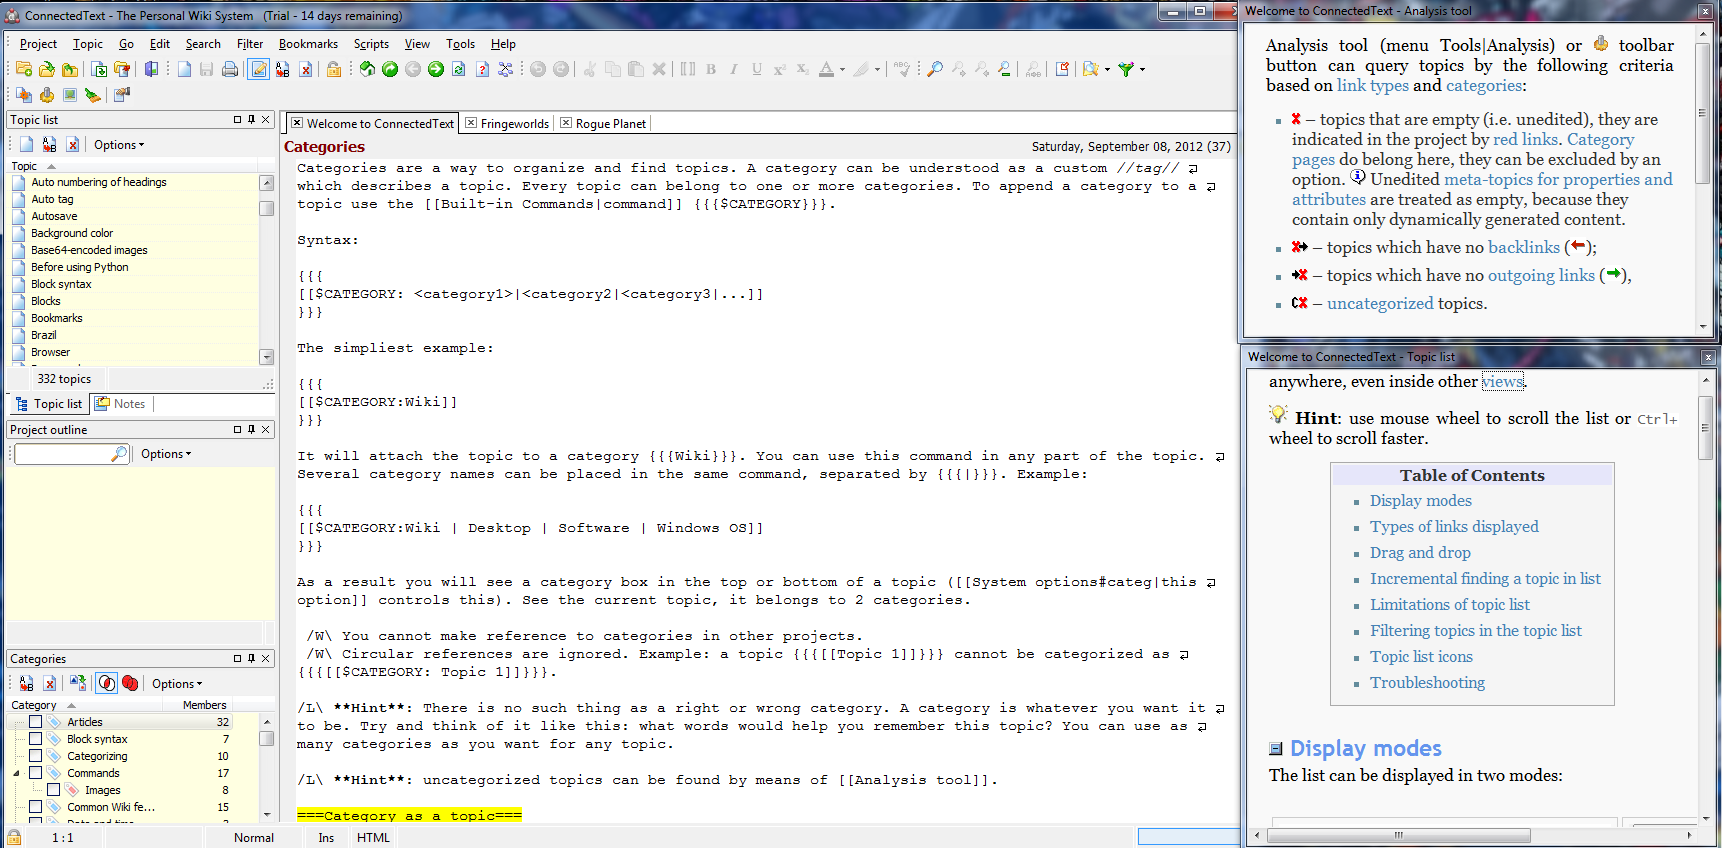 ConnectedText - The Personal Wiki System   (Trial - 14 days remaining)
Project Topic Go Edit Search Filter Bookmarks Scripts View Tools Help
Topic list
Options
Topic
Auto numbering of headings
Auto tag
Autosave
Background color
Base64-encoded images
Before using Python
Block syntax
Blocks
Bookmarks
Brazil
Browser
332 topics
Topic list Notes
Project outline
Options
Categories
Options
Category Members
Articles 32
Block syntax 7
Categorizing 10
Commands 17
Images 8
Common Wiki fe... 15
1 : 1 Normal Ins HTML
Welcome to ConnectedText Fringeworlds Rogue Planet
Categories Saturday, September 08, 2012 (37)
Categories are a way to organize and find topics. A category can be understood as a custom //tag//
which describes a topic. Every topic can belong to one or more categories. To append a category to a
topic use the [[Built-in Commands|command]] {{{$CATEGORY}}}.
Syntax:
{{{
[[$CATEGORY: <category1>|<category2|<category3|...]]
}}}
The simpliest example:
{{{
[[$CATEGORY:Wiki]]
}}}
It will attach the topic to a category {{{Wiki}}}. You can use this command in any part of the topic.
Several category names can be placed in the same command, separated by {{{|}}}. Example:
{{{
[[$CATEGORY:Wiki | Desktop | Software | Windows OS]]
}}}
As a result you will see a category box in the top or bottom of a topic ([[System options#categ|this
option]] controls this). See the current topic, it belongs to 2 categories.
/W\ You cannot make reference to categories in other projects.
/W\ Circular references are ignored. Example: a topic {{{[[Topic 1]]}}} cannot be categorized as
{{{[[$CATEGORY: Topic 1]]}}}.
/L\ **Hint**: There is no such thing as a right or wrong category. A category is whatever you want it
to be. Try and think of it like this: what words would help you remember this topic? You can use as
many categories as you want for any topic.
/L\ **Hint**: uncategorized topics can be found by means of [[Analysis tool]].
===Category as a topic===
Welcome to ConnectedText - Analysis tool
Analysis tool (menu Tools|Analysis) or toolbar
button can query topics by the following criteria
based on link types and categories:
– topics that are empty (i.e. unedited), they are
indicated in the project by red links. Category
pages do belong here, they can be excluded by an
option. Unedited meta-topics for properties and
attributes are treated as empty, because they
contain only dynamically generated content.
– topics which have no backlinks ( );
– topics which have no outgoing links ( ),
– uncategorized topics.
Welcome to ConnectedText - Topic list
anywhere, even inside other views.
Hint: use mouse wheel to scroll the list or Ctrl+
wheel to scroll faster.
Table of Contents
Display modes
Types of links displayed
Drag and drop
Incremental finding a topic in list
Limitations of topic list
Filtering topics in the topic list
Topic list icons
Troubleshooting
Display modes
The list can be displayed in two modes: